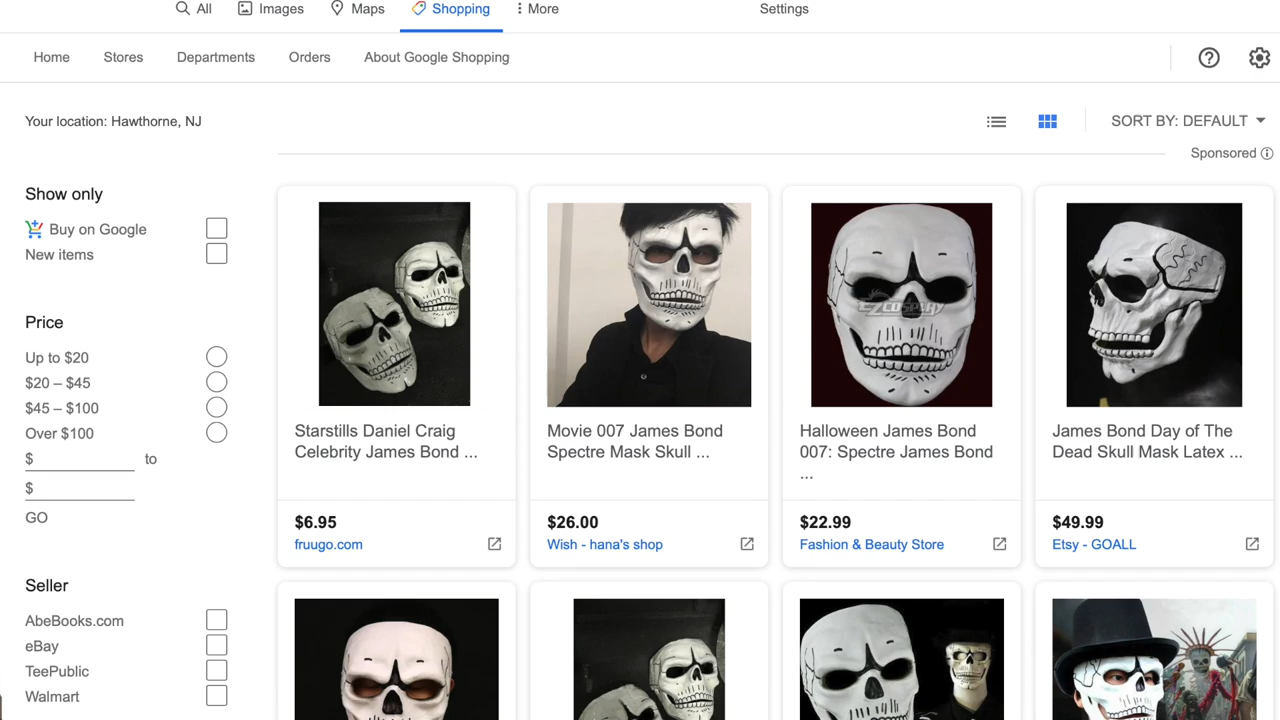 All Images Maps Shopping More Settings
Home Stores Departments Orders About Google Shopping
Your location: Hawthorne, NJ
SORT BY: DEFAULT
Sponsored
Show only
Buy on Google
New items
Price
Up to $20
$20 – $45
$45 – $100
Over $100
$ to
$
GO
Seller
AbeBooks.com
eBay
TeePublic
Walmart
Starstills Daniel Craig
Celebrity James Bond ...
$6.95
fruugo.com
Movie 007 James Bond
Spectre Mask Skull ...
$26.00
Wish - hana's shop
EZCOSPLAY
Halloween James Bond
007: Spectre James Bond
...
$22.99
Fashion & Beauty Store
James Bond Day of The
Dead Skull Mask Latex ...
$49.99
Etsy - GOALL